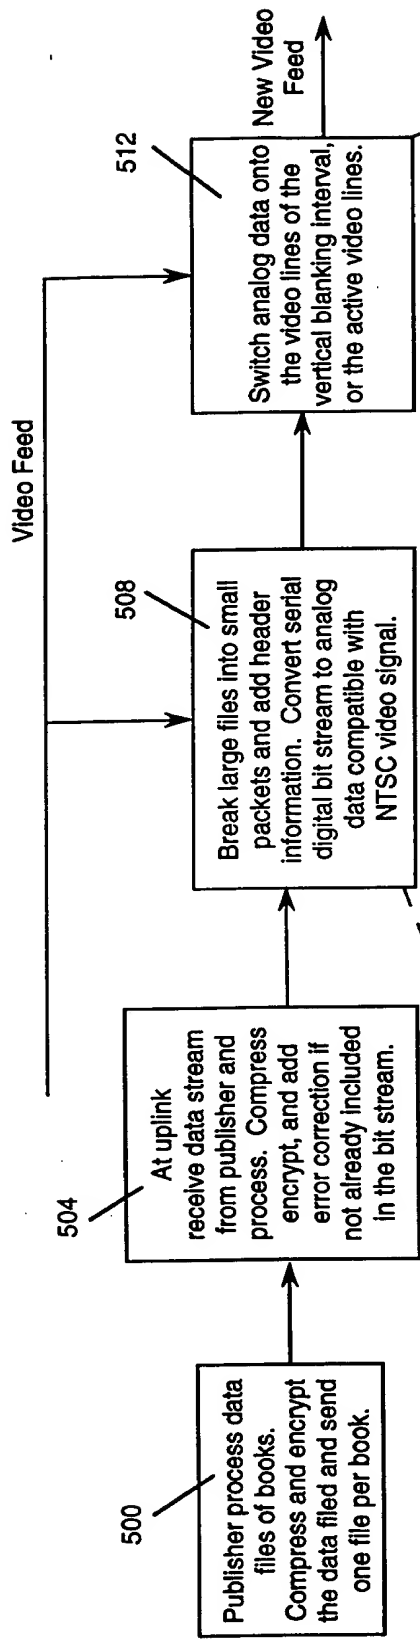 500
Publisher process data
files of books.
Compress and encrypt
the data filed and send
one file per book.
504
At uplink
receive data stream
from publisher and
process. Compress
encrypt, and add
error correction if
not already included
in the bit stream.
Video Feed
508
Break large files into small
packets and add header
information. Convert serial
digital bit stream to analog
data compatible with
NTSC video signal.
512
Switch analog data onto
the video lines of the
vertical blanking interval,
or the active video lines.
New Video
Feed